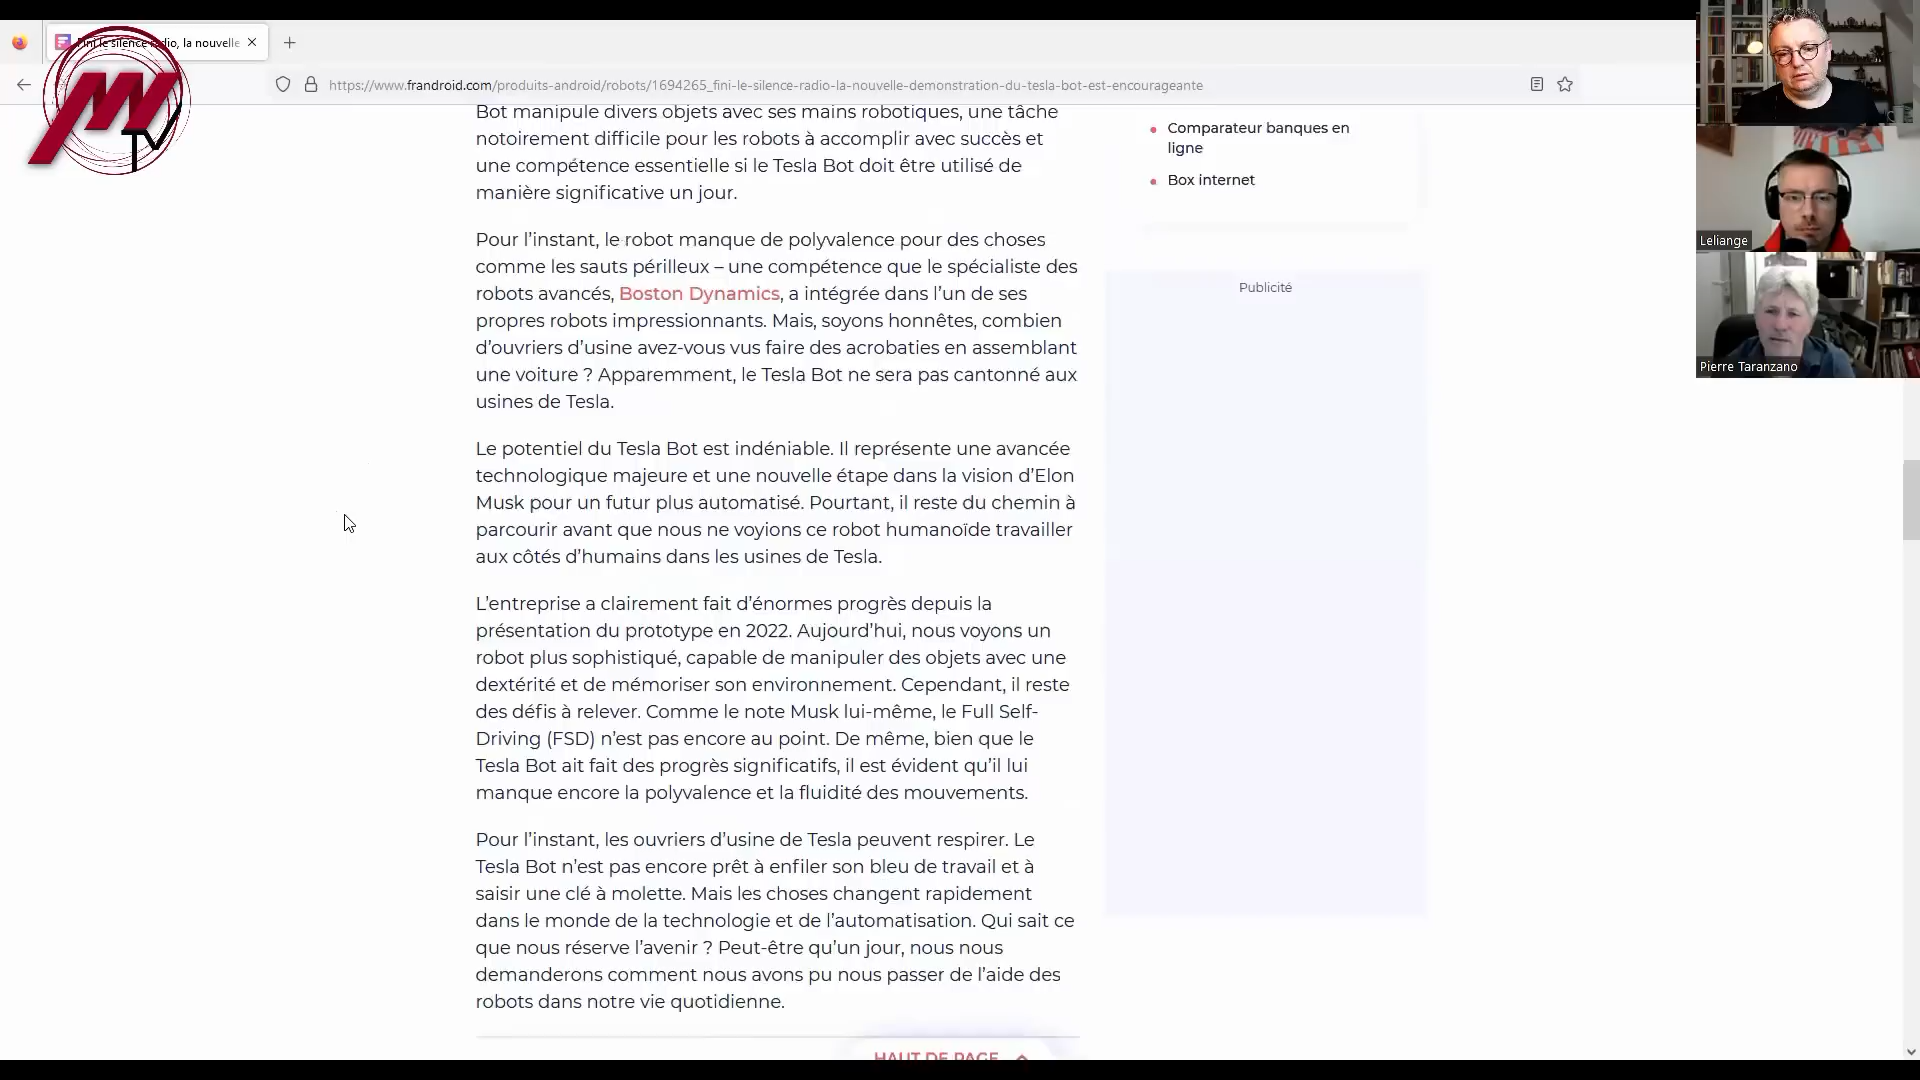 Fini le silence radio, la nouvelle
https://www.frandroid.com/produits-android/robots/1694265_fini-le-silence-radio-la-nouvelle-demonstration-du-tesla-bot-est-encourageante
MTV
Bot manipule divers objets avec ses mains robotiques, une tâche
notoirement difficile pour les robots à accomplir avec succès et
une compétence essentielle si le Tesla Bot doit être utilisé de
manière significative un jour.
Pour l’instant, le robot manque de polyvalence pour des choses
comme les sauts périlleux – une compétence que le spécialiste des
robots avancés, Boston Dynamics, a intégrée dans l’un de ses
propres robots impressionnants. Mais, soyons honnêtes, combien
d’ouvriers d’usine avez-vous vus faire des acrobaties en assemblant
une voiture ? Apparemment, le Tesla Bot ne sera pas cantonné aux
usines de Tesla.
Le potentiel du Tesla Bot est indéniable. Il représente une avancée
technologique majeure et une nouvelle étape dans la vision d’Elon
Musk pour un futur plus automatisé. Pourtant, il reste du chemin à
parcourir avant que nous ne voyions ce robot humanoïde travailler
aux côtés d’humains dans les usines de Tesla.
L’entreprise a clairement fait d’énormes progrès depuis la
présentation du prototype en 2022. Aujourd’hui, nous voyons un
robot plus sophistiqué, capable de manipuler des objets avec une
dextérité et de mémoriser son environnement. Cependant, il reste
des défis à relever. Comme le note Musk lui-même, le Full Self-
Driving (FSD) n’est pas encore au point. De même, bien que le
Tesla Bot ait fait des progrès significatifs, il est évident qu’il lui
manque encore la polyvalence et la fluidité des mouvements.
Pour l’instant, les ouvriers d’usine de Tesla peuvent respirer. Le
Tesla Bot n’est pas encore prêt à enfiler son bleu de travail et à
saisir une clé à molette. Mais les choses changent rapidement
dans le monde de la technologie et de l’automatisation. Qui sait ce
que nous réserve l’avenir ? Peut-être qu’un jour, nous nous
demanderons comment nous avons pu nous passer de l’aide des
robots dans notre vie quotidienne.
HAUT DE PAGE
Comparateur banques en
ligne
Box internet
Publicité
Leliange
Pierre Taranzano